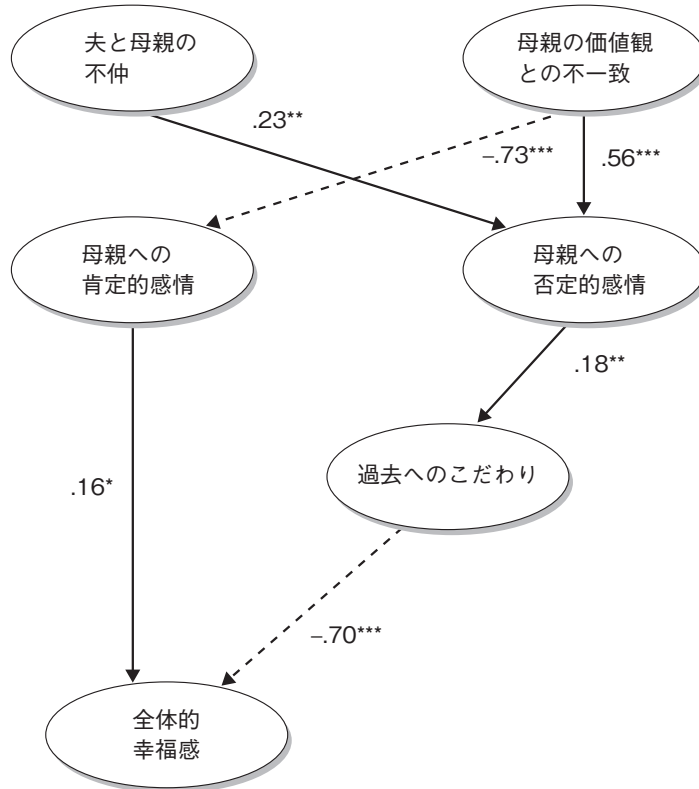 夫と母親の
不仲
母親の価値観
との不一致
.23**
–.73***
.56***
母親への
肯定的感情
母親への
否定的感情
.18**
過去へのこだわり
.16*
–.70***
全体的
幸福感